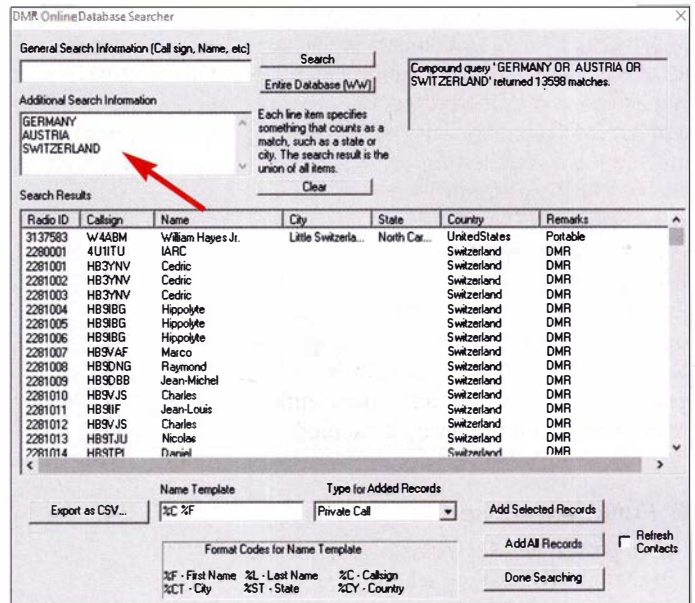 DMR Online Database Searcher
General Search Information (Call sign, Name, etc)
Search
Entire Database (WW)
Compound query ' GERMANY OR AUSTRIA OR
SWITZERLAND' returned 13598 matches.
Additional Search Information
GERMANY
AUSTRIA
SWITZERLAND
Each line item specifies
something that counts as a
match, such as a state or
city. The search result is the
union of all items.
Clear
Search Results
Radio ID Callsign Name City State Country Remarks
3137583 W4ABM William Hayes Jr. Little Switzerla... North Car... UnitedStates Portable
2280001 4U1ITU IARC Switzerland DMR
2281001 HB3YNV Cedric Switzerland DMR
2281002 HB3YNV Cedric Switzerland DMR
2281003 HB3YNV Cedric Switzerland DMR
2281004 HB9IBG Hippolyte Switzerland DMR
2281005 HB9IBG Hippolyte Switzerland DMR
2281006 HB9IBG Hippolyte Switzerland DMR
2281007 HB9VAF Marco Switzerland DMR
2281008 HB9DNG Raymond Switzerland DMR
2281009 HB9DBB Jean-Michel Switzerland DMR
2281010 HB9VJS Charles Switzerland DMR
2281011 HB9IIF Jean-Louis Switzerland DMR
2281012 HB9VJS Charles Switzerland DMR
2281013 HB9TJU Nicolas Switzerland DMR
2281014 HB9TPL Daniel Switzerland DMR
Name Template
Type for Added Records
Export as CSV...
%C %F
Private Call
Add Selected Records
Format Codes for Name Template
%F - First Name %L - Last Name %C - Callsign
%CT - City %ST - State %CY - Country
Add All Records
Refresh
Contacts
Done Searching